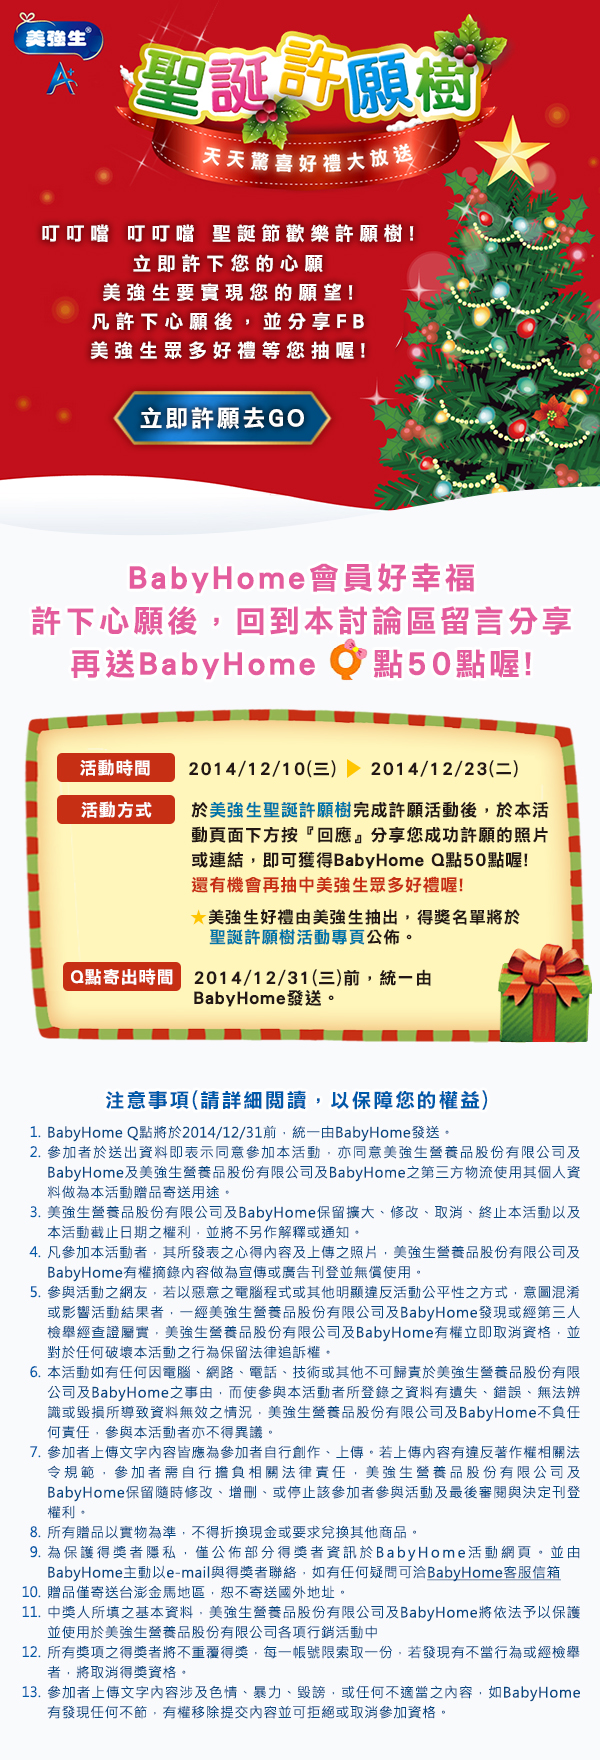 美強生®
A+
聖誕許願樹
天天驚喜好禮大放送
叮叮噹 叮叮噹 聖誕節歡樂許願樹!
立即許下您的心願
美強生要實現您的願望!
凡許下心願後，並分享FB
美強生眾多好禮等您抽喔!
立即許願去GO
BabyHome會員好幸福
許下心願後，回到本討論區留言分享
再送BabyHome Q點50點喔!
活動時間 2014/12/10(三) ▶ 2014/12/23(二)
活動方式 於美強生聖誕許願樹完成許願活動後，於本活
動頁面下方按『回應』分享您成功許願的照片
或連結，即可獲得BabyHome Q點50點喔!
還有機會再抽中美強生眾多好禮喔!
★美強生好禮由美強生抽出，得獎名單將於
聖誕許願樹活動專頁公佈。
Q點寄出時間 2014/12/31(三)前，統一由
BabyHome發送。
注意事項(請詳細閱讀，以保障您的權益)
1. BabyHome Q點將於2014/12/31前，統一由BabyHome發送。
2. 參加者於送出資料即表示同意參加本活動，亦同意美強生營養品股份有限公司及
BabyHome及美強生營養品股份有限公司及BabyHome之第三方物流使用其個人資
料做為本活動贈品寄送用途。
3. 美強生營養品股份有限公司及BabyHome保留擴大、修改、取消、終止本活動以及
本活動截止日期之權利，並將不另作解釋或通知。
4. 凡參加本活動者，其所發表之心得內容及上傳之照片，美強生營養品股份有限公司及
BabyHome有權摘錄內容做為宣傳或廣告刊登並無償使用。
5. 參與活動之網友，若以惡意之電腦程式或其他明顯違反活動公平性之方式，意圖混淆
或影響活動結果者，一經美強生營養品股份有限公司及BabyHome發現或經第三人
檢舉經查證屬實，美強生營養品股份有限公司及BabyHome有權立即取消資格，並
對於任何破壞本活動之行為保留法律追訴權。
6. 本活動如有任何因電腦、網路、電話、技術或其他不可歸責於美強生營養品股份有限
公司及BabyHome之事由，而使參與本活動者所登錄之資料有遺失、錯誤、無法辨
識或毀損所導致資料無效之情況，美強生營養品股份有限公司及BabyHome不負任
何責任，參與本活動者亦不得異議。
7. 參加者上傳文字內容皆應為參加者自行創作、上傳。若上傳內容有違反著作權相關法
令規範，參加者需自行擔負相關法律責任，美強生營養品股份有限公司及
BabyHome保留隨時修改、增刪、或停止該參加者參與活動及最後審閱與決定刊登
權利。
8. 所有贈品以實物為準，不得折換現金或要求兌換其他商品。
9. 為保護得獎者隱私，僅公佈部分得獎者資訊於BabyHome活動網頁。並由
BabyHome主動以e-mail與得獎者聯絡，如有任何疑問可洽BabyHome客服信箱
10. 贈品僅寄送台澎金馬地區，恕不寄送國外地址。
11. 中獎人所填之基本資料，美強生營養品股份有限公司及BabyHome將依法予以保護
並使用於美強生營養品股份有限公司各項行銷活動中
12. 所有獎項之得獎者將不重覆得獎，每一帳號限索取一份，若發現有不當行為或經檢舉
者，將取消得獎資格。
13. 參加者上傳文字內容涉及色情、暴力、毀謗，或任何不適當之內容，如BabyHome
有發現任何不節，有權移除提交內容並可拒絕或取消參加資格。